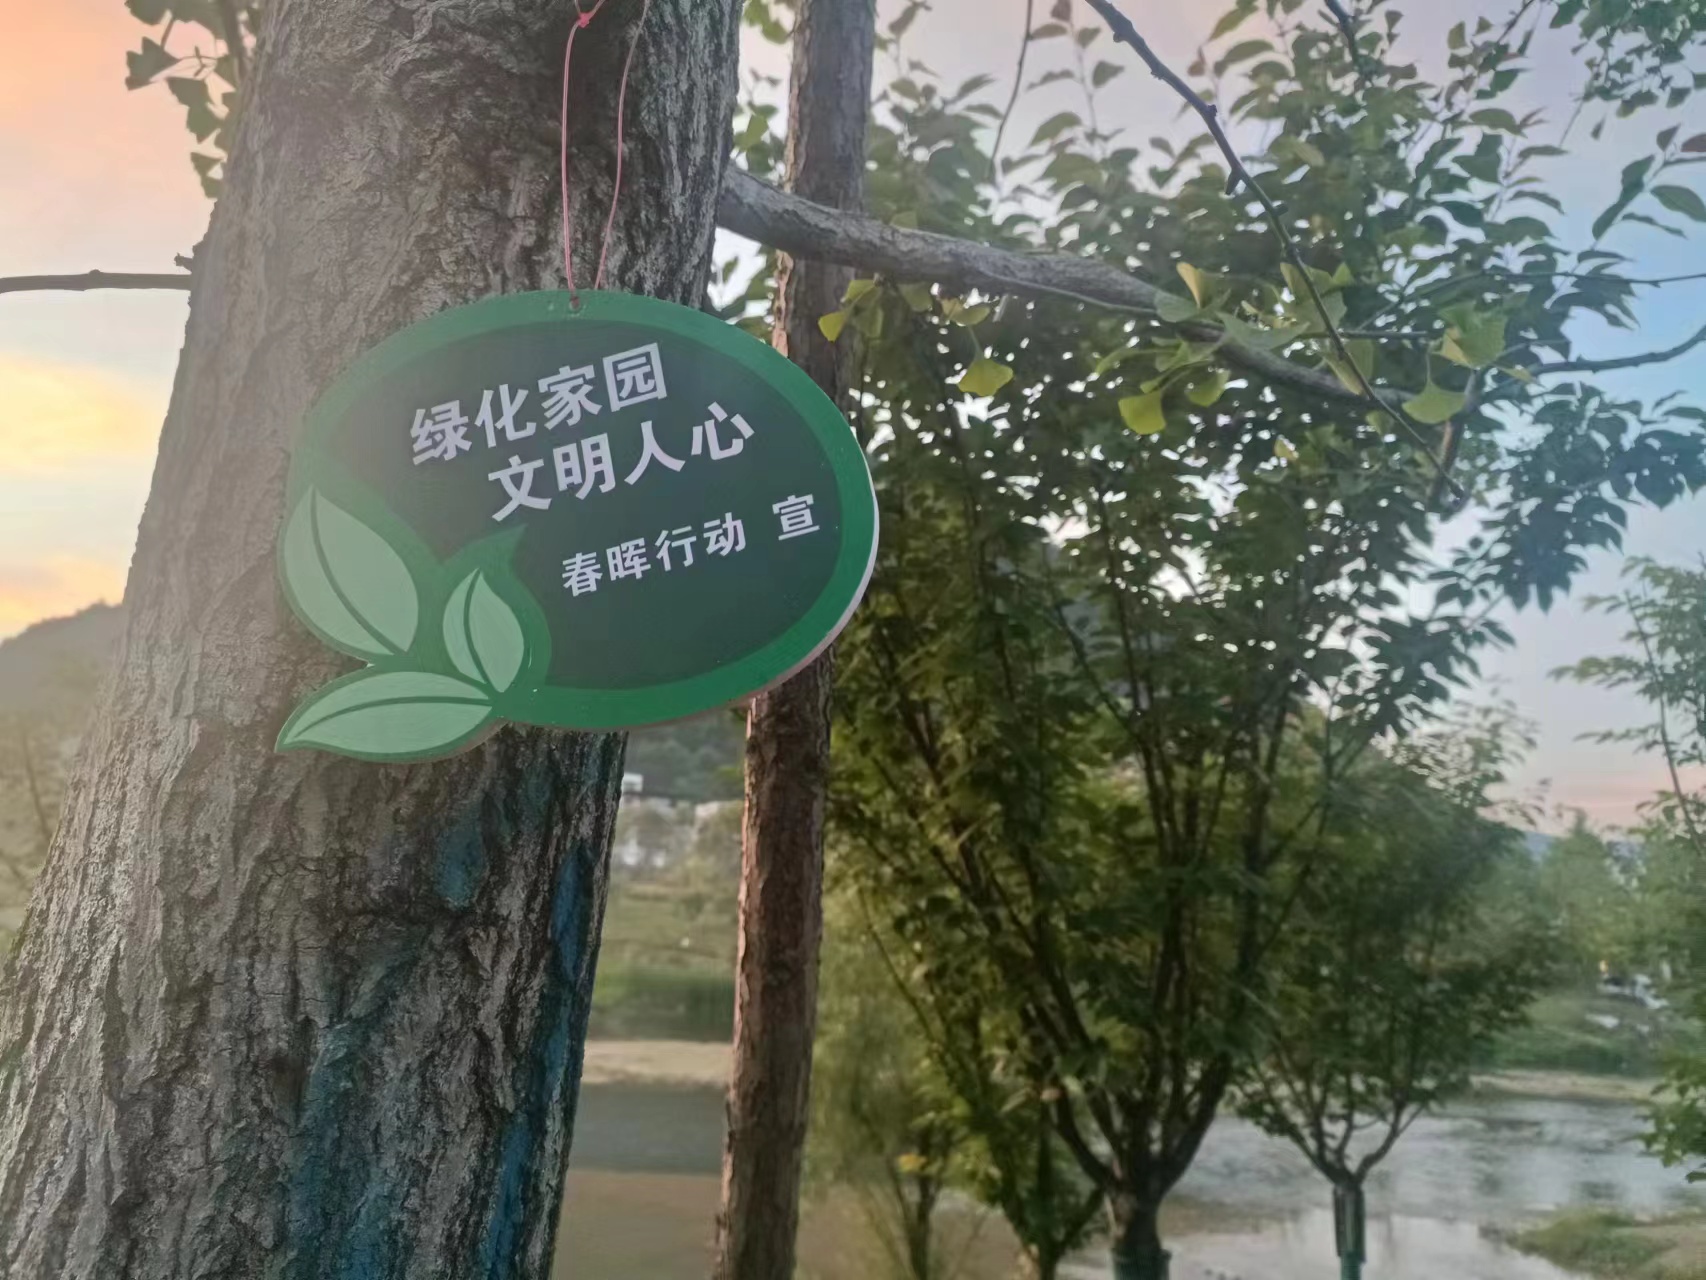 绿化家园
文明人心
春晖行动 宣